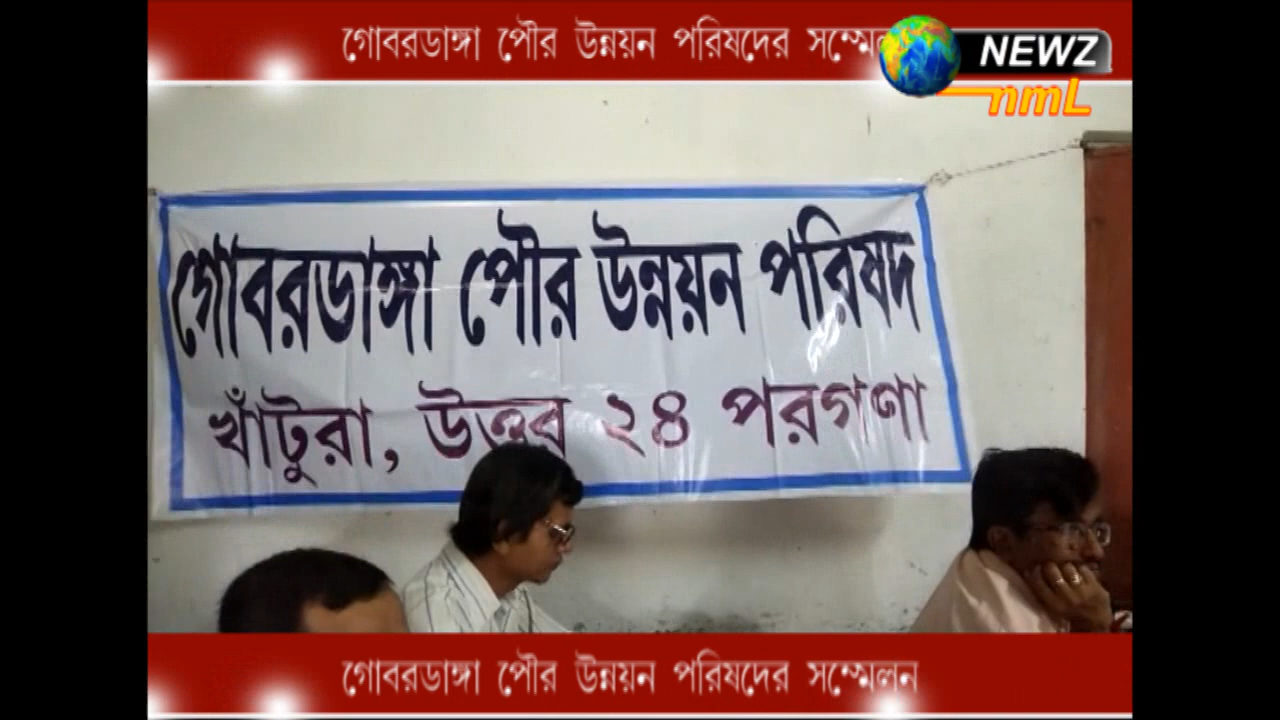 গোবরডাঙ্গা পৌর উন্নয়ন পরিষদের সম্মেল
NEWZ
nmL
গোবরডাঙ্গা পৌর উন্নয়ন পরিষদ
খাঁটুরা, উত্তর ২৪ পরগণা
গোবরডাঙ্গা পৌর উন্নয়ন পরিষদের সম্মেলন